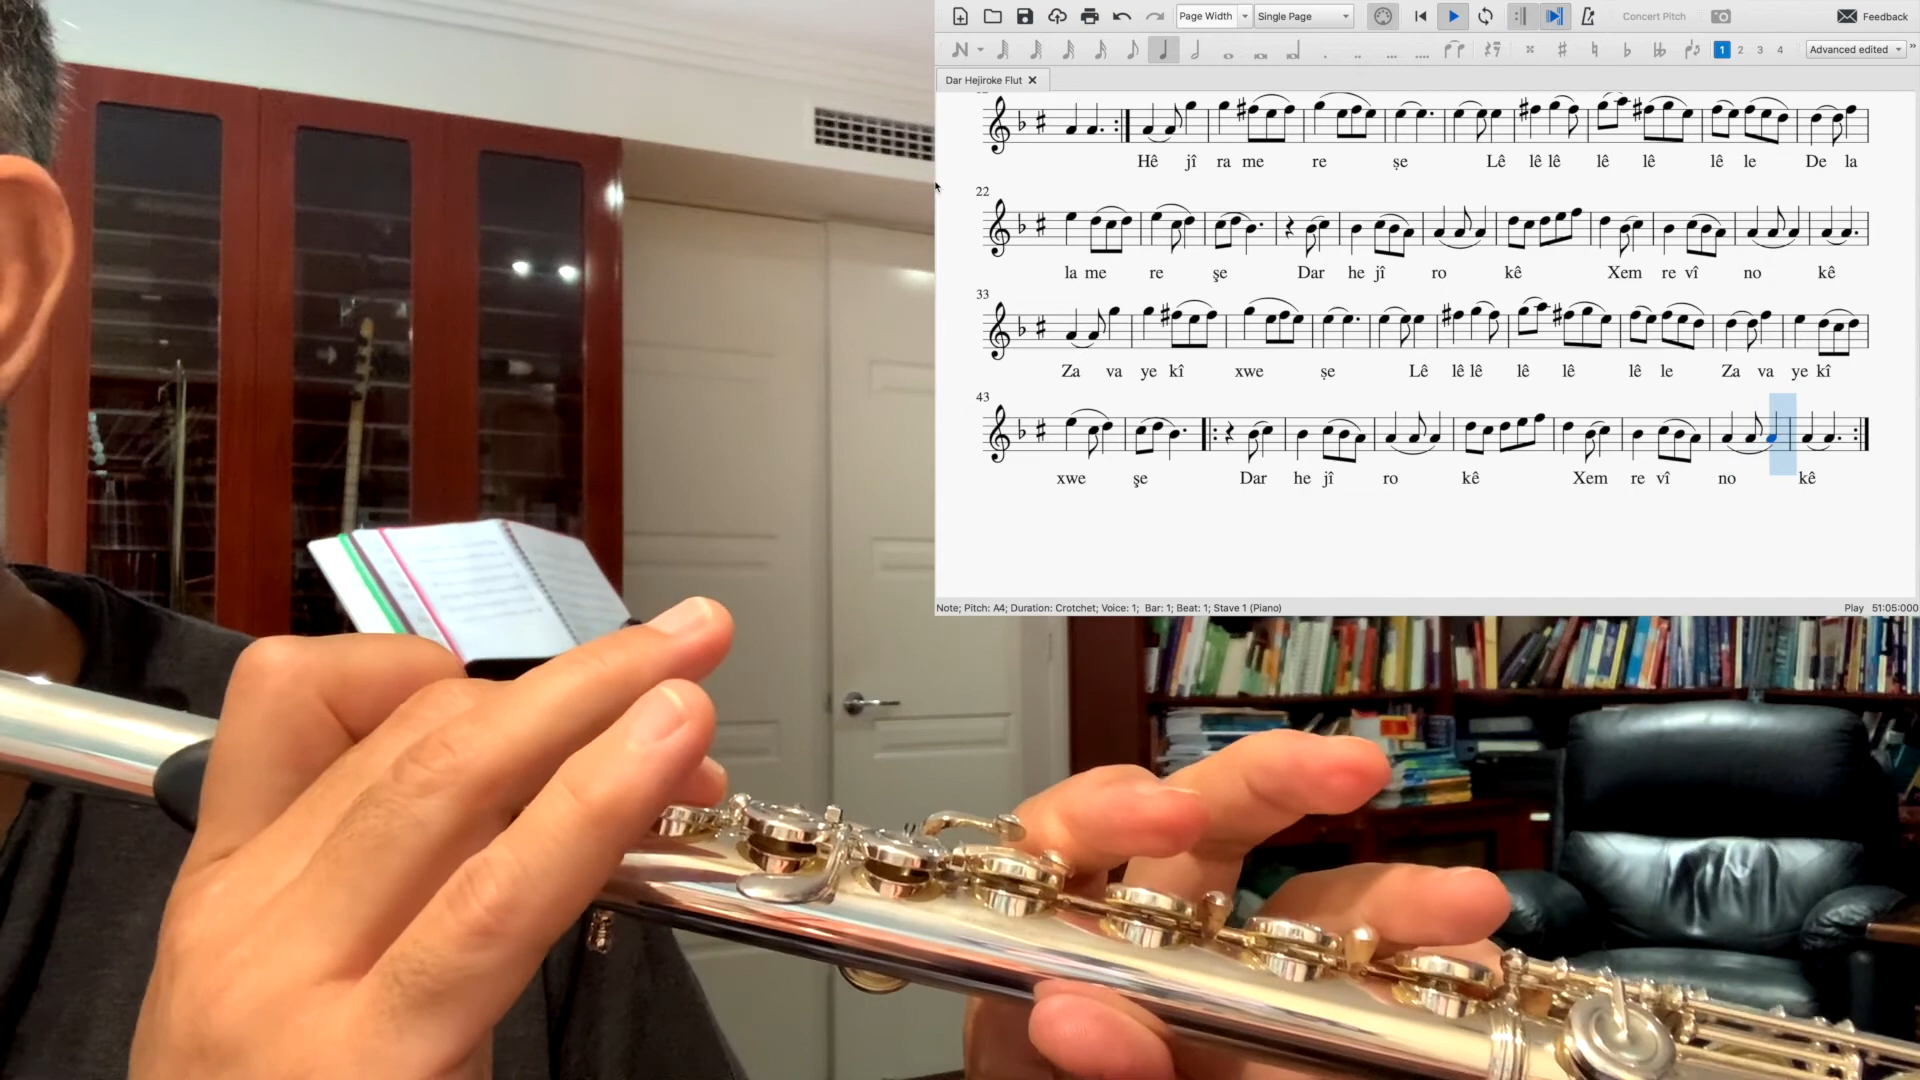 Page Width Single Page Concert Pitch Feedback
1 2 3 4 Advanced edited
Dar Hejiroke Flut
Hê jî ra me re şe Lê lê lê lê lê lê le De la
22
la me re şe Dar he jî ro kê Xem re vî no kê
33
Za va ye kî xwe şe Lê lê lê lê lê lê le Za va ye kî
43
xwe şe Dar he jî ro kê Xem re vî no kê
Note; Pitch: A4; Duration: Crotchet; Voice: 1; Bar: 1; Beat: 1; Stave 1 (Piano) Play 51:05:000